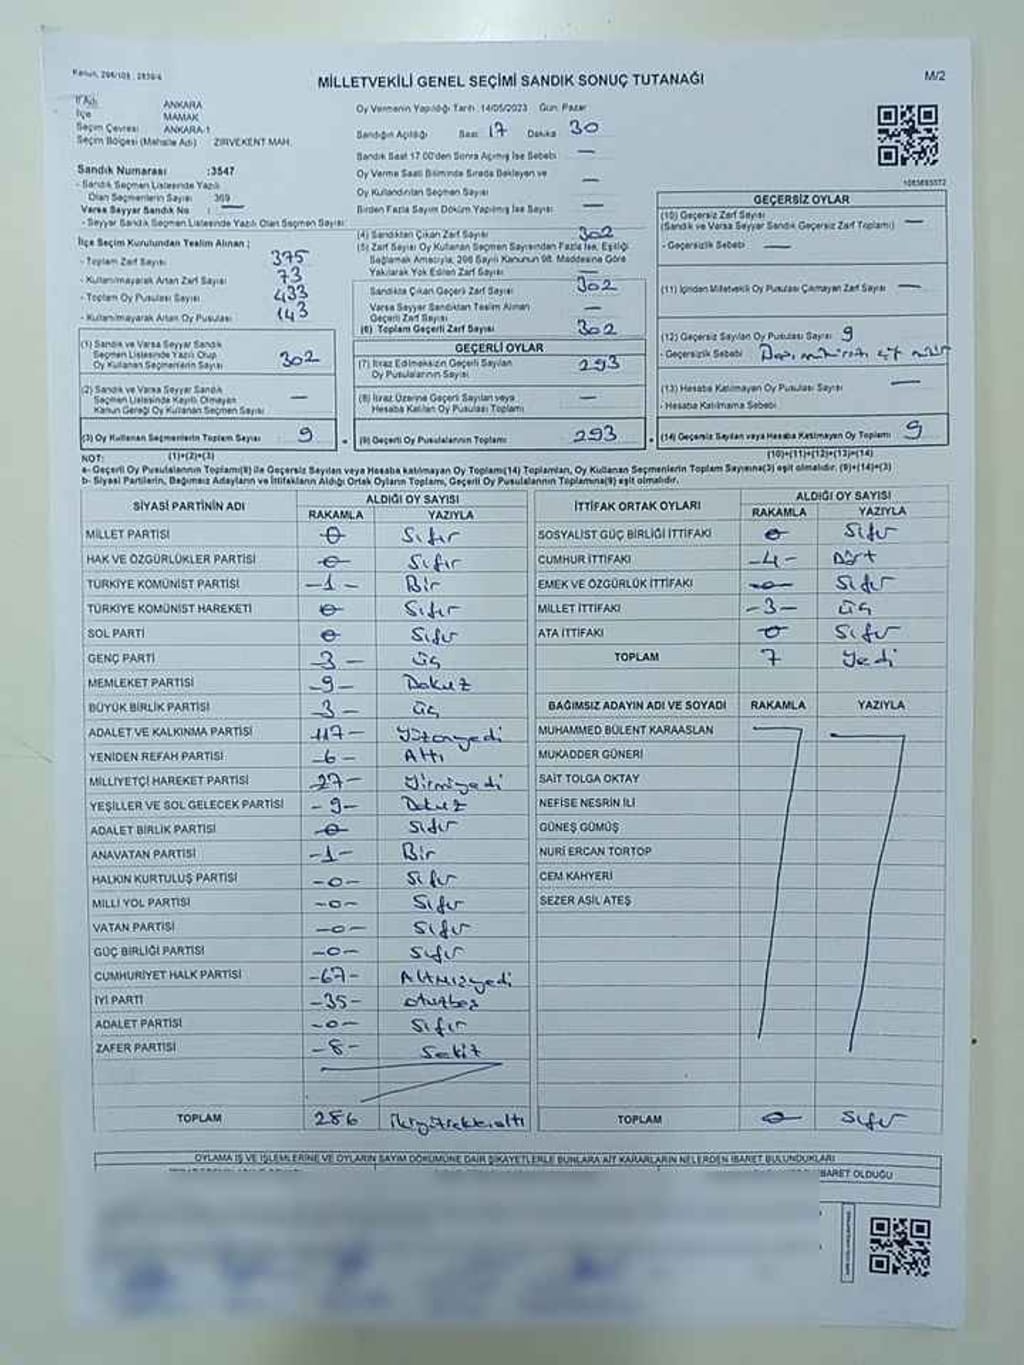 MİLLETVEKİLİ GENEL SEÇİMİ SANDIK SONUÇ TUTANAĞI
M/2
İl Adı ANKARA
İlçe MAMAK
Seçim Çevresi ANKARA-1
Seçim Bölgesi (Mahalle Adı) ZIRVEKENT MAH.
Sandık Numarası :3547
- Sandık Seçmen Listesinde Yazılı
Olan Seçmenlerin Sayısı 369
Varsa Seyyar Sandık No : —
- Seyyar Sandık Seçmen Listesinde Yazılı Olan Seçmen Sayısı:
İlçe Seçim Kurulundan Teslim Alınan ;
- Toplam Zarf Sayısı 375
- Kullanılmayarak Artan Zarf Sayısı 73
- Toplam Oy Pusulası Sayısı 433
- Kullanılmayarak Artan Oy Pusulası 143
(1) Sandık ve Varsa Seyyar Sandık
Seçmen Listesinde Yazılı Olup
Oy Kullanan Seçmenlerin Sayısı 302
(2) Sandık ve Varsa Seyyar Sandık
Seçmen Listesinde Kayıtlı Olmayan
Kanun Gereği Oy Kullanan Seçmen Sayısı —
(3) Oy Kullanan Seçmenlerin Toplam Sayısı 9
Oy Vermenin Yapıldığı Tarih :14/05/2023 Gün: Pazar
Sandığın Açıldığı Saat 17 Dakika 30
Sandık Saat 17.00'den Sonra Açılmış İse Sebebi —
Oy Verme Saati Bitiminde Sırada Bekleyen ve
Oy Kullandırılan Seçmen Sayısı —
Birden Fazla Sayım Döküm Yapılmış İse Sayısı —
(4) Sandıktan Çıkan Zarf Sayısı 302
(5) Zarf Sayısı Oy Kullanan Seçmen Sayısından Fazla İse, Eşitliği
Sağlamak Amacıyla, 298 Sayılı Kanunun 98. Maddesine Göre
Yakılarak Yok Edilen Zarf Sayısı —
Sandıkta Çıkan Geçerli Zarf Sayısı 302
Varsa Seyyar Sandıktan Teslim Alınan
Geçerli Zarf Sayısı —
(6) Toplam Geçerli Zarf Sayısı 302
GEÇERLİ OYLAR
(7) İtiraz Edilmeksizin Geçerli Sayılan
Oy Pusulalarının Sayısı 293
(8) İtiraz Üzerine Geçerli Sayılan veya
Hesaba Katılan Oy Pusulası Toplamı —
(9) Geçerli Oy Pusulalarının Toplamı 293
1083685572
GEÇERSİZ OYLAR
(10) Geçersiz Zarf Sayısı
(Sandık ve Varsa Seyyar Sandık Geçersiz Zarf Toplamı) —
- Geçersizlik Sebebi —
(11) İçinden Milletvekili Oy Pusulası Çıkmayan Zarf Sayısı —
(12) Geçersiz Sayılan Oy Pusulası Sayısı 9
- Geçersizlik Sebebi
(13) Hesaba Katılmayan Oy Pusulası Sayısı —
- Hesaba Katılmama Sebebi
(14) Geçersiz Sayılan veya Hesaba Katılmayan Oy Toplamı 9
NOT: (1)+(2)=(3)
(10)+(11)+(12)+(13)=(14)
a- Geçerli Oy Pusulalarının Toplamı(9) ile Geçersiz Sayılan veya Hesaba katılmayan Oy Toplamı(14) Toplamları, Oy Kullanan Seçmenlerin Toplam Sayısına(3) eşit olmalıdır. (9)+(14)=(3)
b- Siyasi Partilerin, Bağımsız Adayların ve İttifakların Aldığı Ortak Oyların Toplamı, Geçerli Oy Pusulalarının Toplamına(9) eşit olmalıdır.
SİYASİ PARTİNİN ADI ALDIĞI OY SAYISI
RAKAMLA YAZIYLA
MİLLET PARTİSİ 0 Sıfır
HAK VE ÖZGÜRLÜKLER PARTİSİ 0 Sıfır
TÜRKİYE KOMÜNİST PARTİSİ -1- Bir
TÜRKİYE KOMÜNİST HAREKETİ 0 Sıfır
SOL PARTİ 0 Sıfır
GENÇ PARTİ 3 - üç
MEMLEKET PARTİSİ -9- Dokuz
BÜYÜK BİRLİK PARTİSİ -3- üç
ADALET VE KALKINMA PARTİSİ -117- Yüzonyedi
YENİDEN REFAH PARTİSİ -6- Altı
MİLLİYETÇİ HAREKET PARTİSİ -27- Yirmiyedi
YEŞİLLER VE SOL GELECEK PARTİSİ -9- Dokuz
ADALET BİRLİK PARTİSİ -0- Sıfır
ANAVATAN PARTİSİ -1- Bir
HALKIN KURTULUŞ PARTİSİ -0- Sıfır
MİLLİ YOL PARTİSİ -0- Sıfır
VATAN PARTİSİ -0- Sıfır
GÜÇ BİRLİĞİ PARTİSİ -0- Sıfır
CUMHURİYET HALK PARTİSİ -67- Altmışyedi
İYİ PARTİ -35- otuzbeş
ADALET PARTİSİ -0- Sıfır
ZAFER PARTİSİ -8- Sekiz
TOPLAM 286 İkiyüzseksenaltı
İTTİFAK ORTAK OYLARI ALDIĞI OY SAYISI
RAKAMLA YAZIYLA
SOSYALİST GÜÇ BİRLİĞİ İTTİFAKI 0 Sıfır
CUMHUR İTTİFAKI -4- Dört
EMEK VE ÖZGÜRLÜK İTTİFAKI -0- Sıfır
MİLLET İTTİFAKI -3- üç
ATA İTTİFAKI 0 Sıfır
TOPLAM 7 Yedi
BAĞIMSIZ ADAYIN ADI VE SOYADI RAKAMLA YAZIYLA
MUHAMMED BÜLENT KARAASLAN
MUKADDER GÜNERİ
SAİT TOLGA OKTAY
NEFİSE NESRİN İLİ
GÜNEŞ GÜMÜŞ
NURİ ERCAN TORTOP
CEM KAHYERİ
SEZER ASİL ATEŞ
TOPLAM 0 Sıfır
OYLAMA İŞ VE İŞLEMLERİNE VE OYLARIN SAYIM DÖKÜMÜNE DAİR ŞİKAYETLERLE BUNLARA AİT KARARLARIN NELERDEN İBARET BULUNDUKLARI
İBARET OLDUĞU